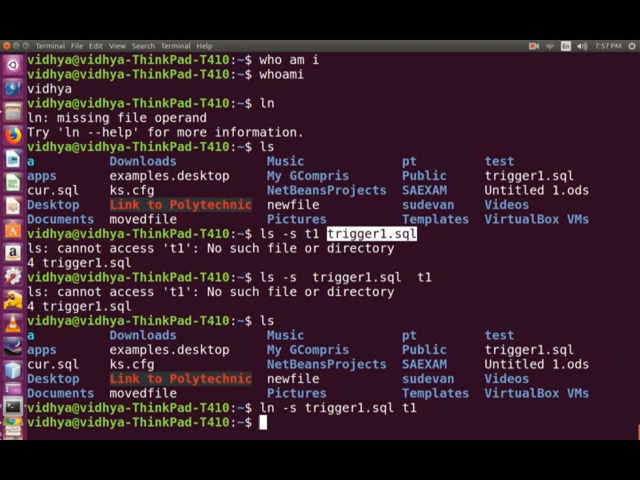 Terminal File Edit View Search Terminal Help En 7:57 PM
vidhya@vidhya-ThinkPad-T410:~$ who am i
vidhya@vidhya-ThinkPad-T410:~$ whoami
vidhya
vidhya@vidhya-ThinkPad-T410:~$ ln
ln: missing file operand
Try 'ln --help' for more information.
vidhya@vidhya-ThinkPad-T410:~$ ls
a Downloads Music pt test
apps examples.desktop My GCompris Public trigger1.sql
cur.sql ks.cfg NetBeansProjects SAEXAM Untitled 1.ods
Desktop Link to Polytechnic newfile sudevan Videos
Documents movedfile Pictures Templates VirtualBox VMs
vidhya@vidhya-ThinkPad-T410:~$ ls -s t1 trigger1.sql
ls: cannot access 't1': No such file or directory
4 trigger1.sql
vidhya@vidhya-ThinkPad-T410:~$ ls -s trigger1.sql t1
ls: cannot access 't1': No such file or directory
4 trigger1.sql
vidhya@vidhya-ThinkPad-T410:~$ ls
a Downloads Music pt test
apps examples.desktop My GCompris Public trigger1.sql
cur.sql ks.cfg NetBeansProjects SAEXAM Untitled 1.ods
Desktop Link to Polytechnic newfile sudevan Videos
Documents movedfile Pictures Templates VirtualBox VMs
vidhya@vidhya-ThinkPad-T410:~$ ln -s trigger1.sql t1
vidhya@vidhya-ThinkPad-T410:~$